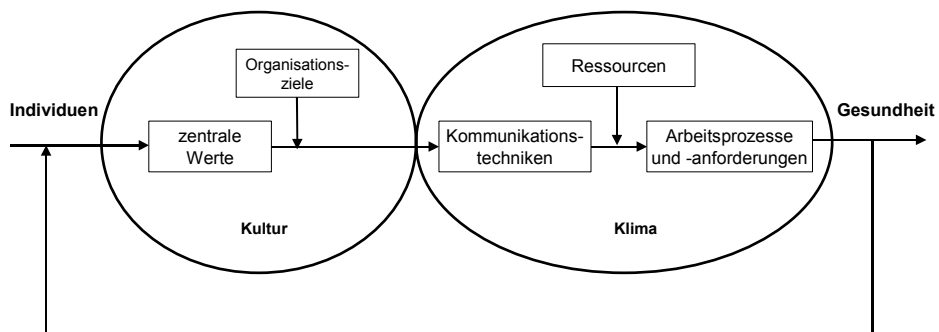 Organisations-
ziele
Ressourcen
Individuen
Gesundheit
zentrale
Werte
Kommunikations-
techniken
Arbeitsprozesse
und -anforderungen
Kultur
Klima